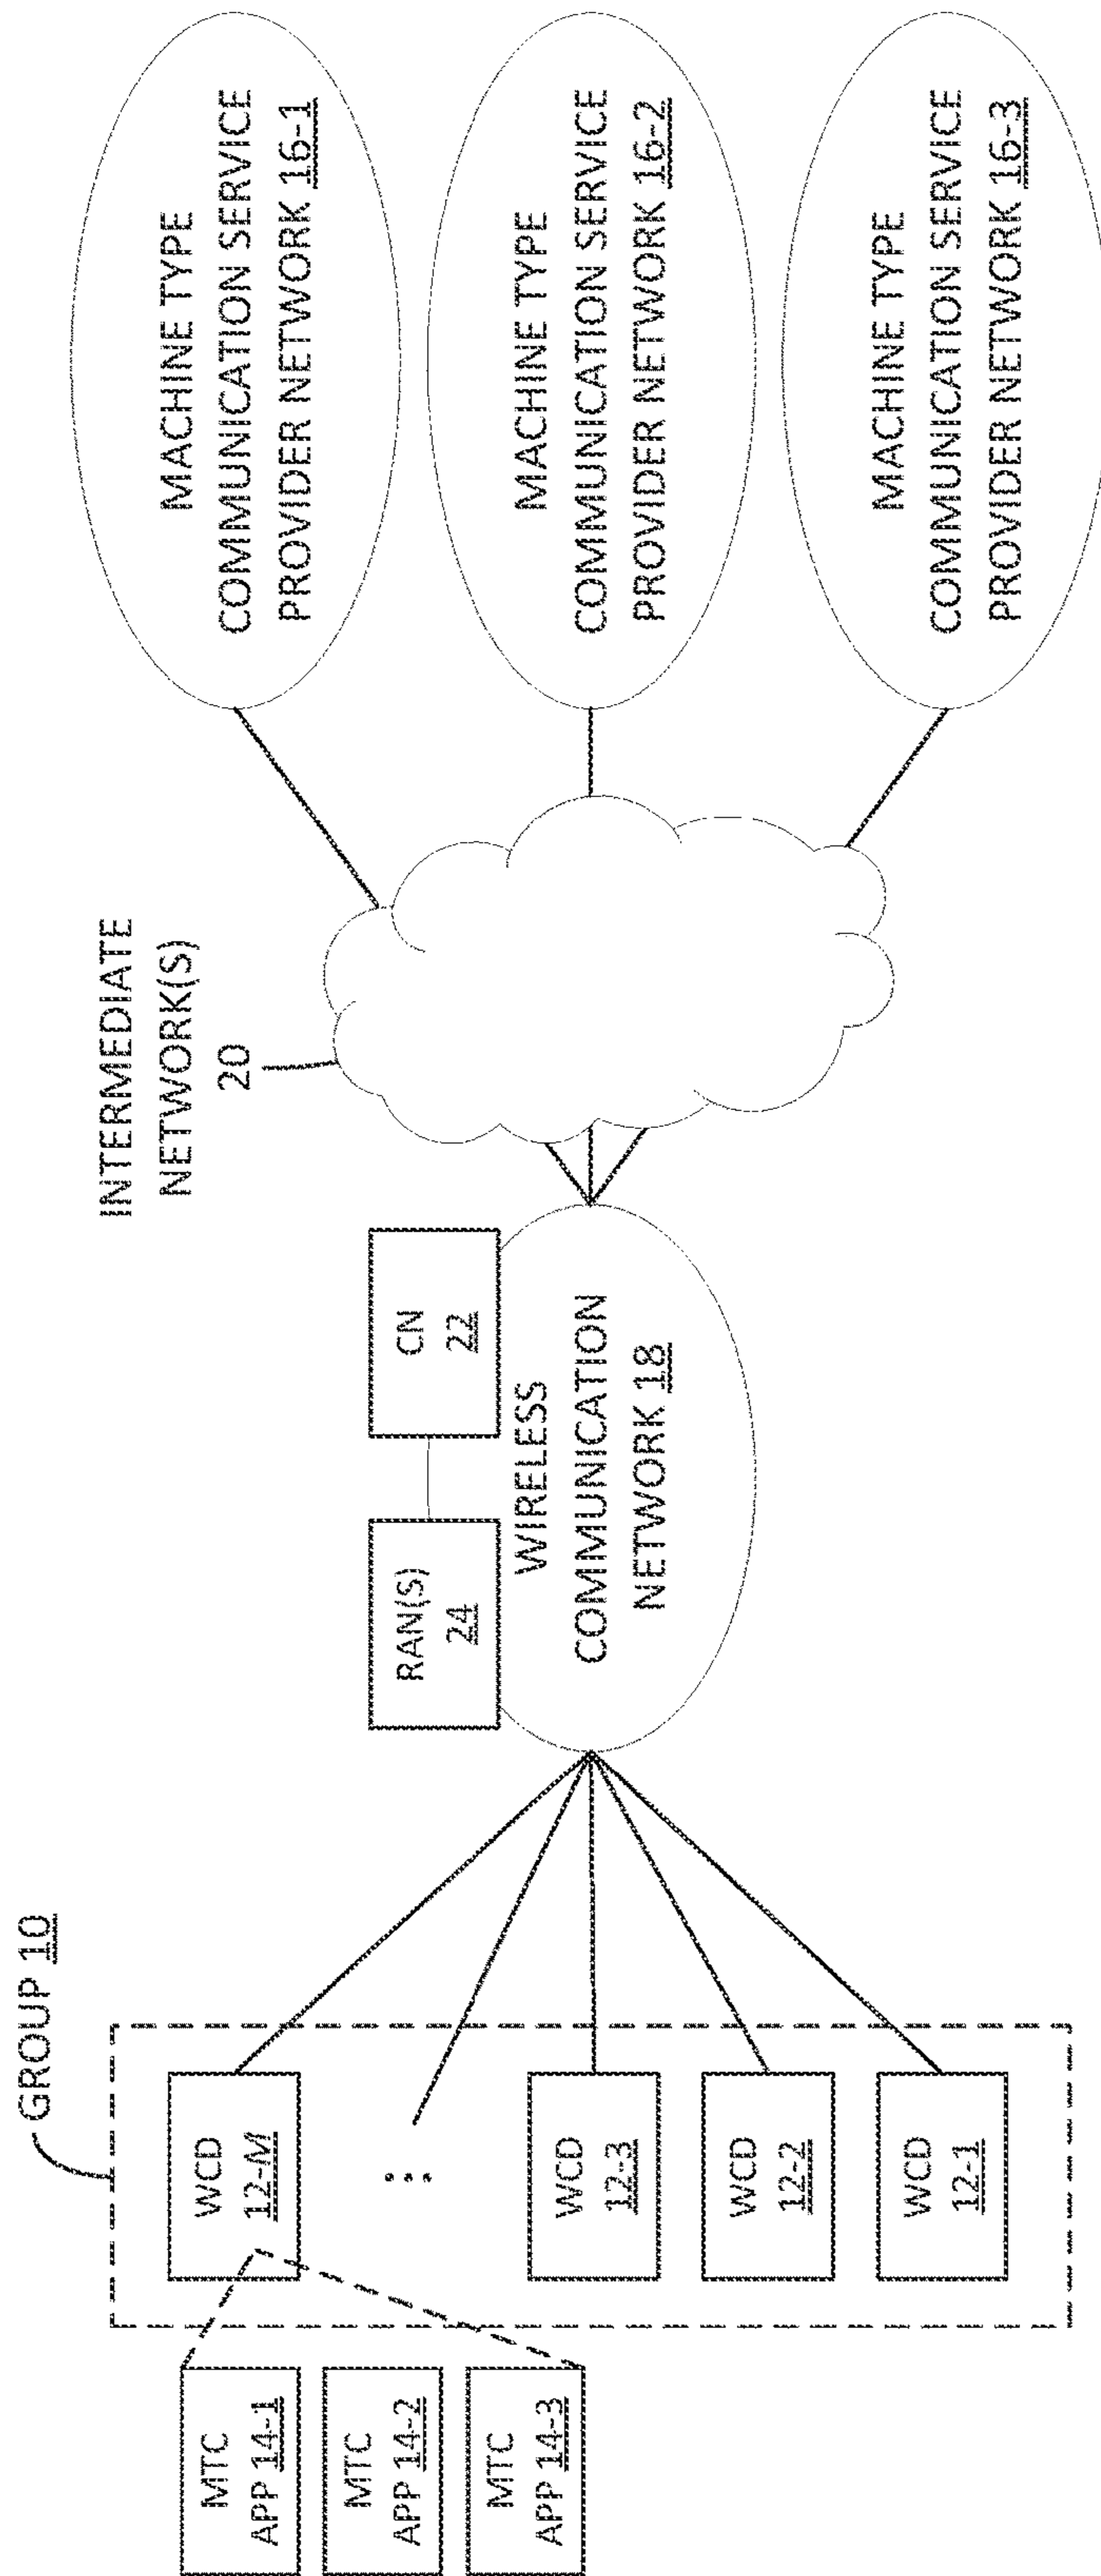 GROUP 10
MTC
APP 14-1
MTC
APP 14-2
MTC
APP 14-3
WCD
12-M
...
WCD
12-3
WCD
12-2
WCD
12-1
RAN(S)
24
CN
22
WIRELESS
COMMUNICATION
NETWORK 18
INTERMEDIATE
NETWORK(S)
20
MACHINE TYPE
COMMUNICATION SERVICE
PROVIDER NETWORK 16-1
MACHINE TYPE
COMMUNICATION SERVICE
PROVIDER NETWORK 16-2
MACHINE TYPE
COMMUNICATION SERVICE
PROVIDER NETWORK 16-3